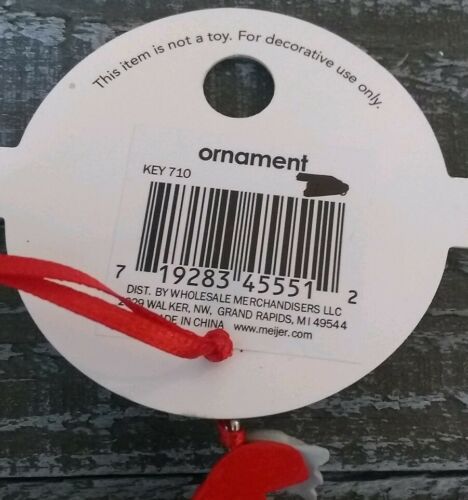 This item is not a toy. For decorative use only.
ornament
KEY 710
7 19283 45551 2
DIST. BY WHOLESALE MERCHANDISERS LLC
WALKER, NW, GRAND RAPIDS, MI 49544
IN CHINA www.meijer.com